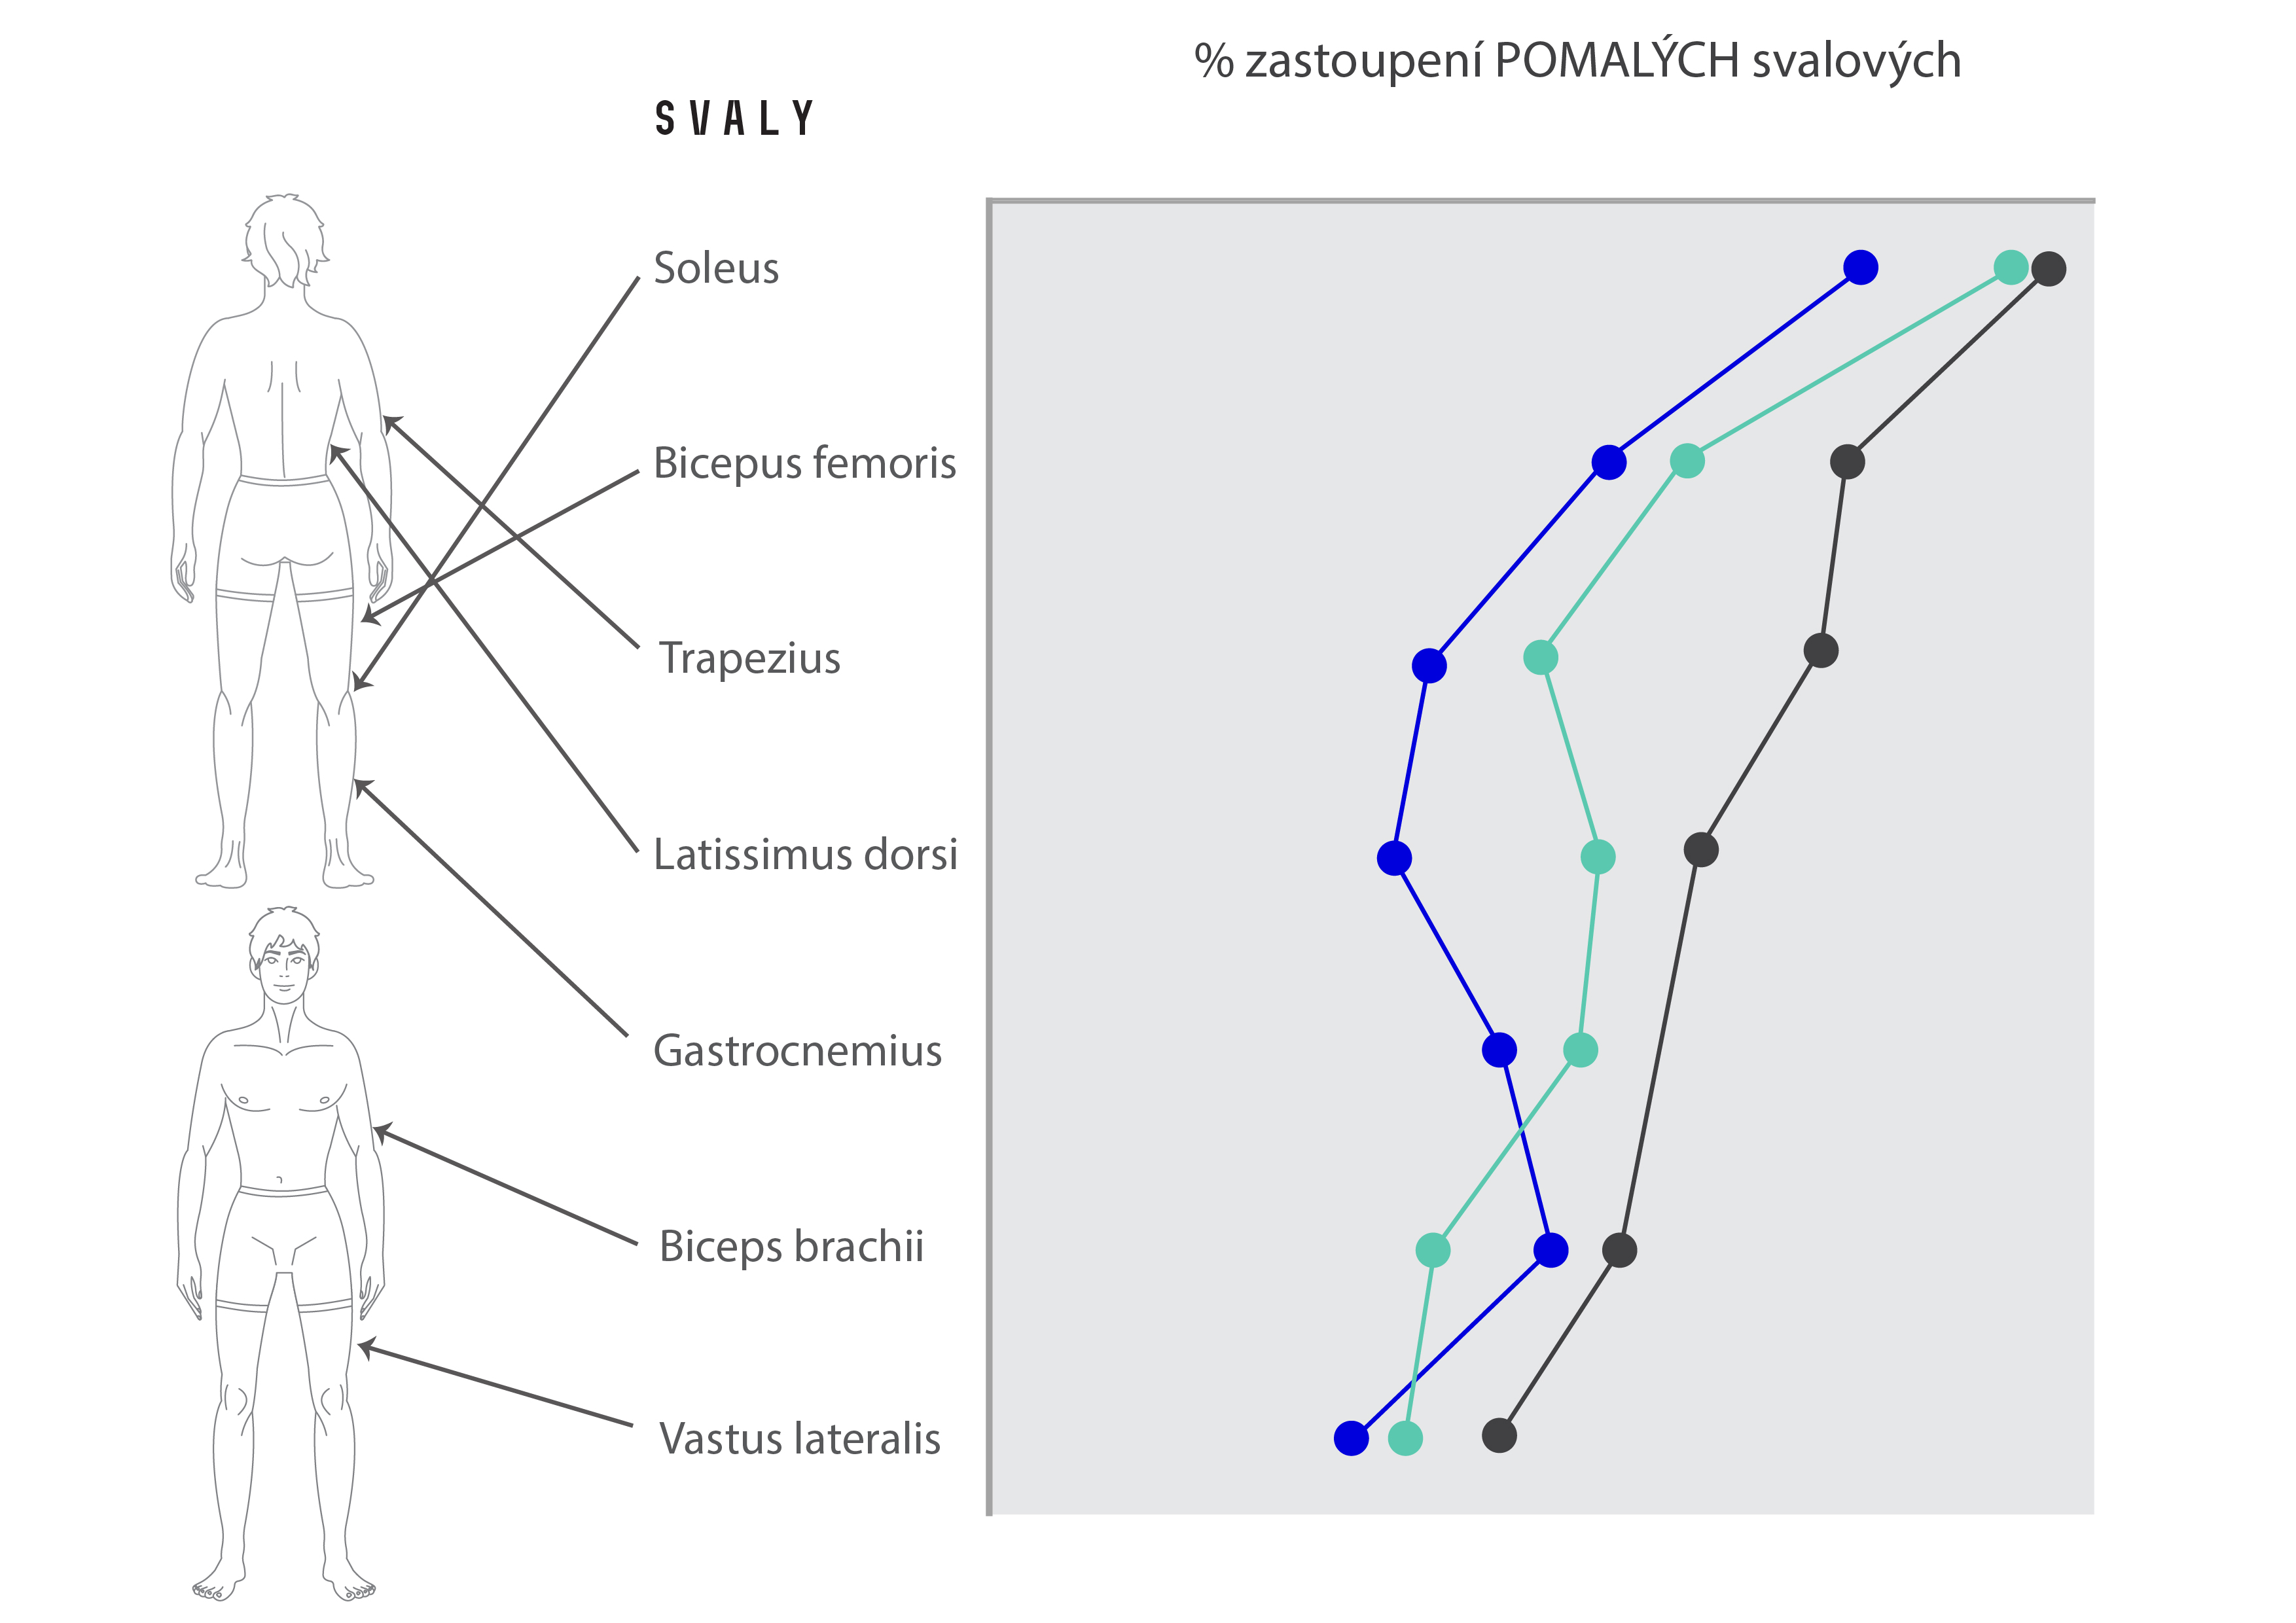 % zastoupení POMALÝCH svalových
SVALY
Soleus
Bicepus femoris
Trapezius
Latissimus dorsi
Gastrocnemius
Biceps brachii
Vastus lateralis